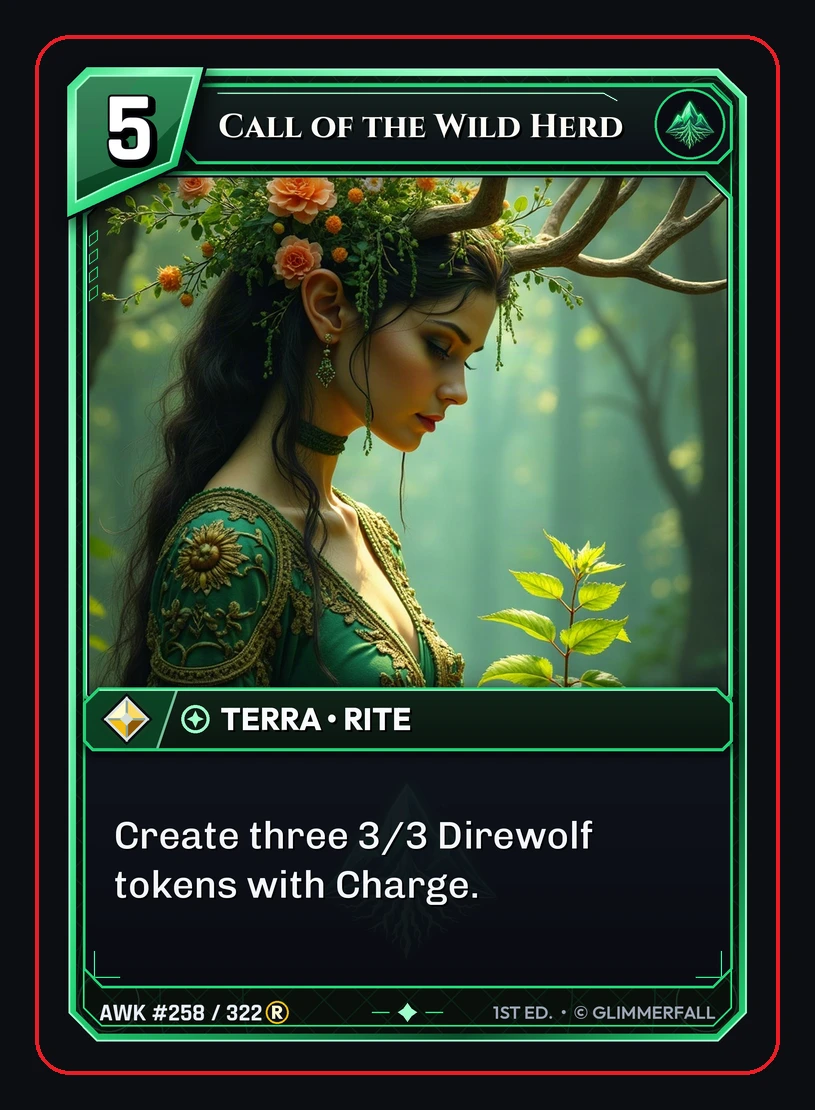 5
Call of the Wild Herd
TERRA • RITE
Create three 3/3 Direwolf
tokens with Charge.
AWK #258 / 322 R
1ST ED. • © GLIMMERFALL